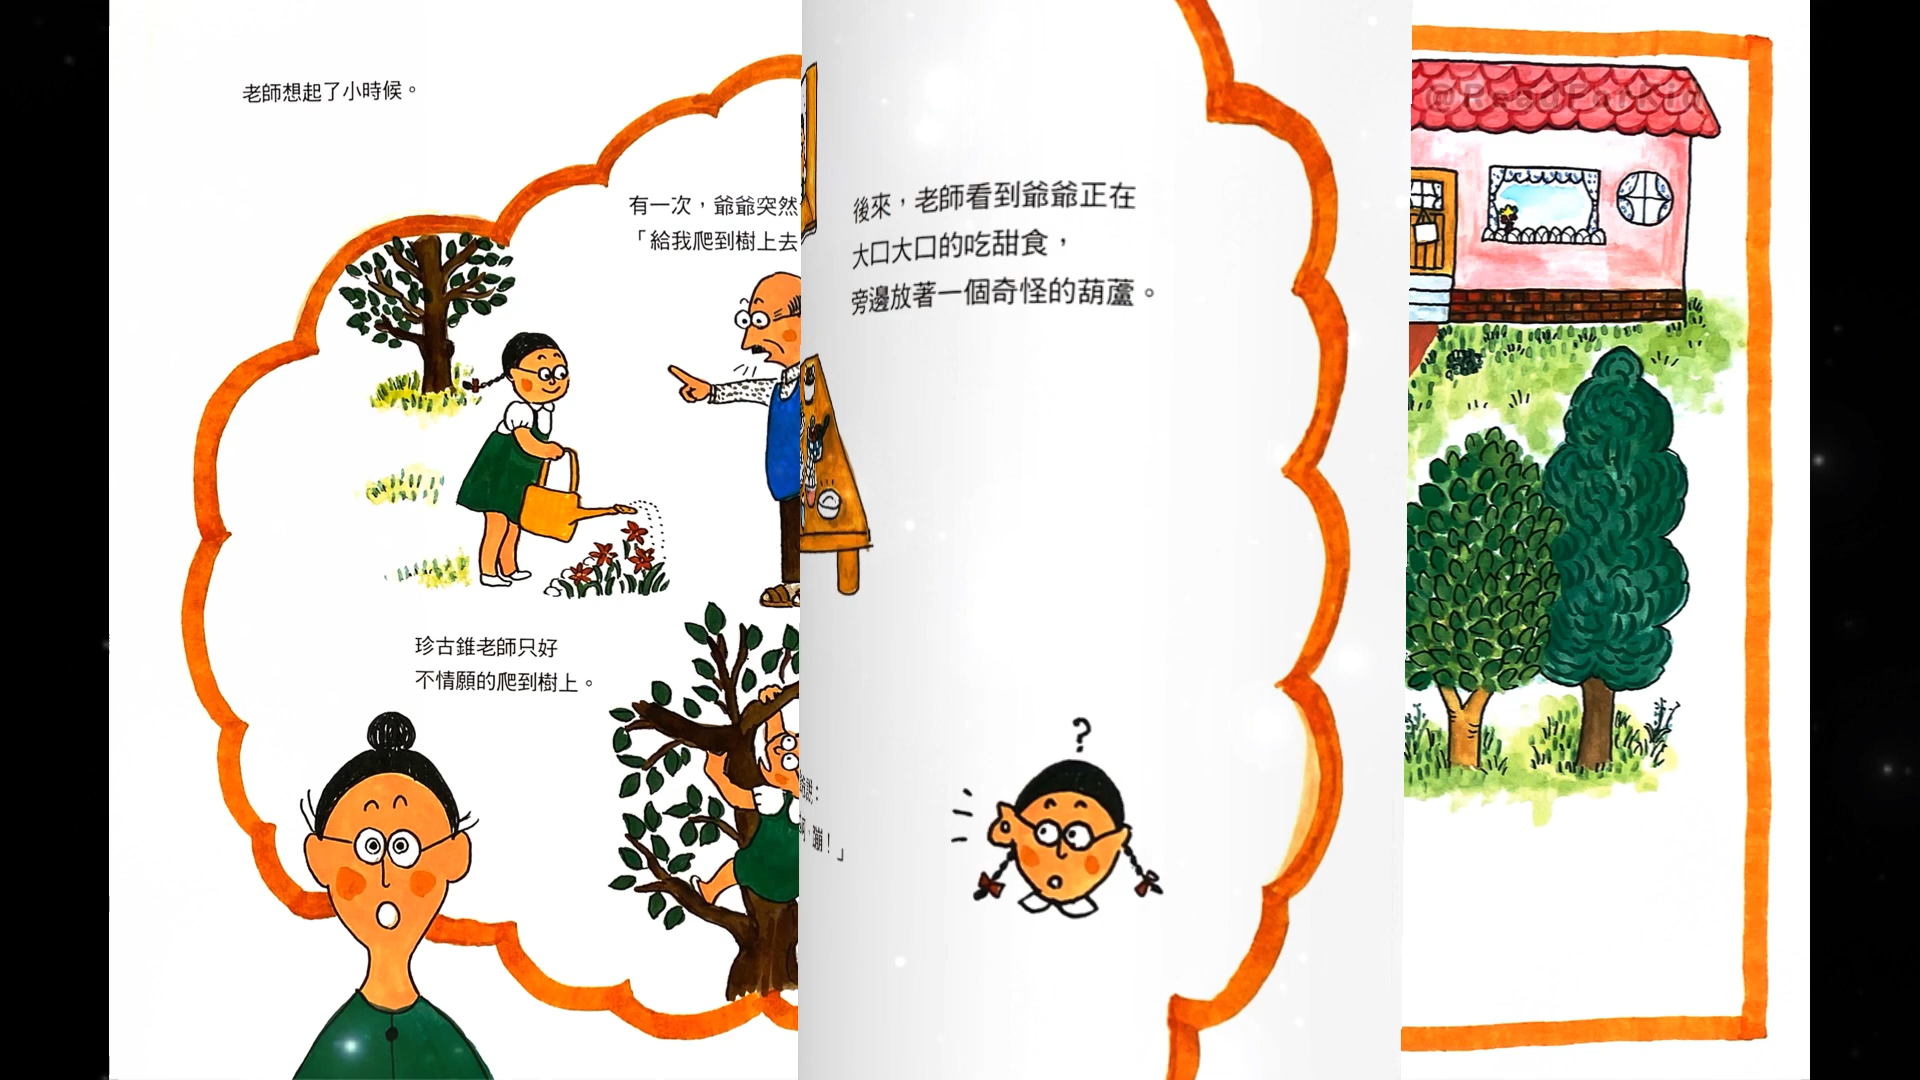 老師想起了小時候。
有一次，爺爺突然
「給我爬到樹上去
珍古錐老師只好
不情願的爬到樹上。
後來，老師看到爺爺正在
大口大口的吃甜食，
旁邊放著一個奇怪的葫蘆。
說：
蹦！」
?
@ReadForKid